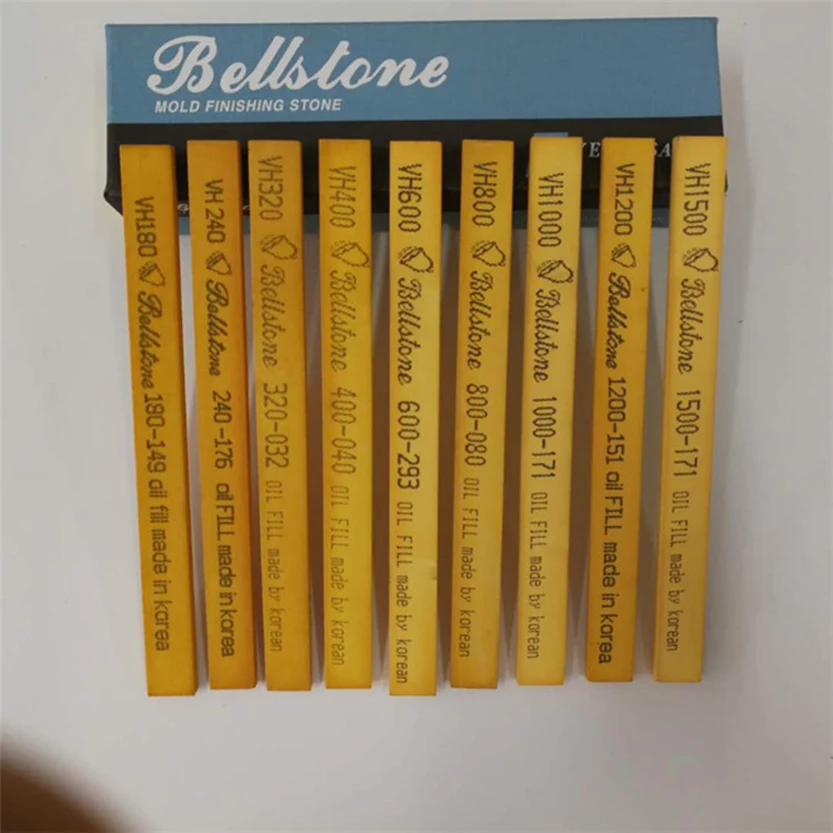 Bellstone
MOLD FINISHING STONE
VH180 Bellstone 180-149 oil fill made in korea
VH 240 Bellstone 240-176 oil FILL made in korea
VH320 Bellstone 320-032 OIL FILL made by korean
VH400 Bellstone 400-040 OIL FILL made by korean
VH600 Bellstone 600-293 OIL FILL made by korean
VH800 Bellstone 800-080 OIL FILL made by korean
VH1000 Bellstone 1000-171 OIL FILL made by korean
VH1200 Bellstone 1200-151 oil FILL made in korea
VH1500 Bellstone 1500-171 OIL FILL made by korean